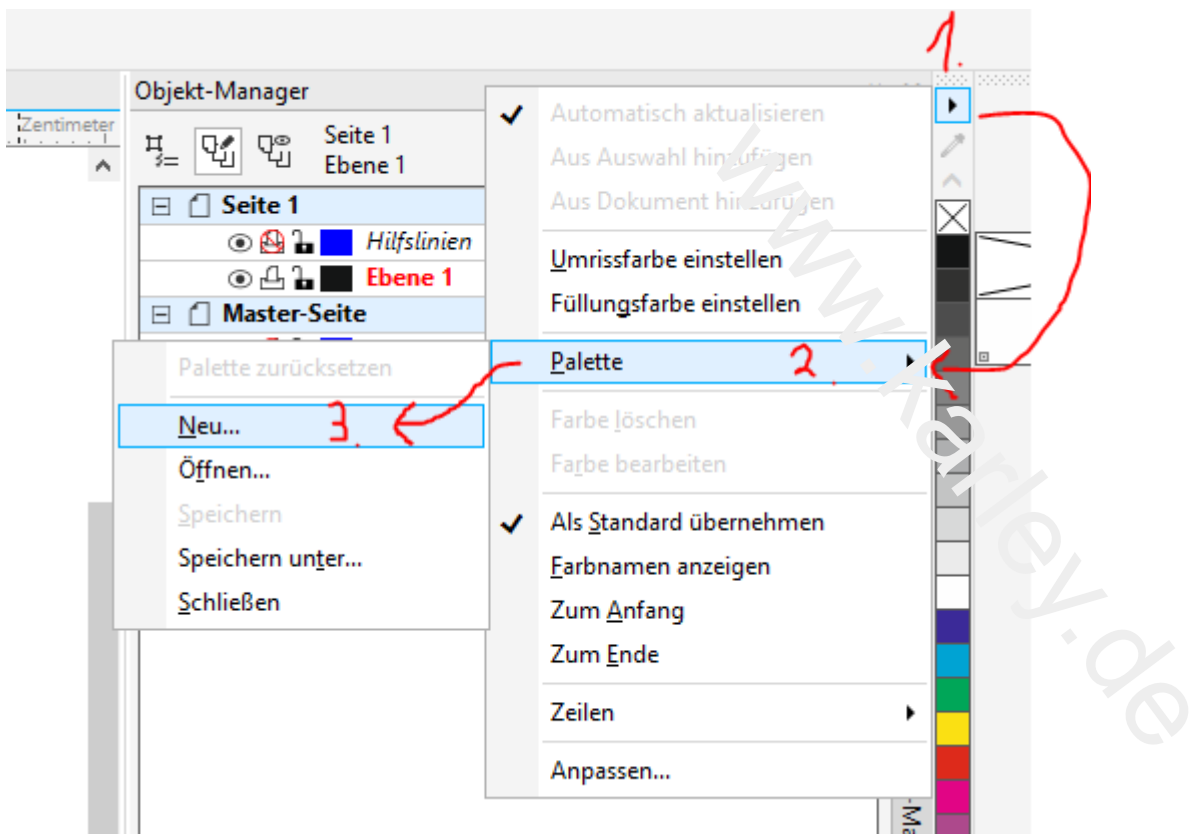 1.
Objekt-Manager
Zentimeter
Seite 1
Ebene 1
Seite 1
Hilfslinien
Ebene 1
Master-Seite
Automatisch aktualisieren
Aus Auswahl hinzufügen
Aus Dokument hinzufügen
Umrissfarbe einstellen
Füllungsfarbe einstellen
Palette 2.
Farbe löschen
Farbe bearbeiten
Als Standard übernehmen
Farbnamen anzeigen
Zum Anfang
Zum Ende
Zeilen
Anpassen...
Palette zurücksetzen
Neu... 3.
Öffnen...
Speichern
Speichern unter...
Schließen
-Ma
www.karley.de